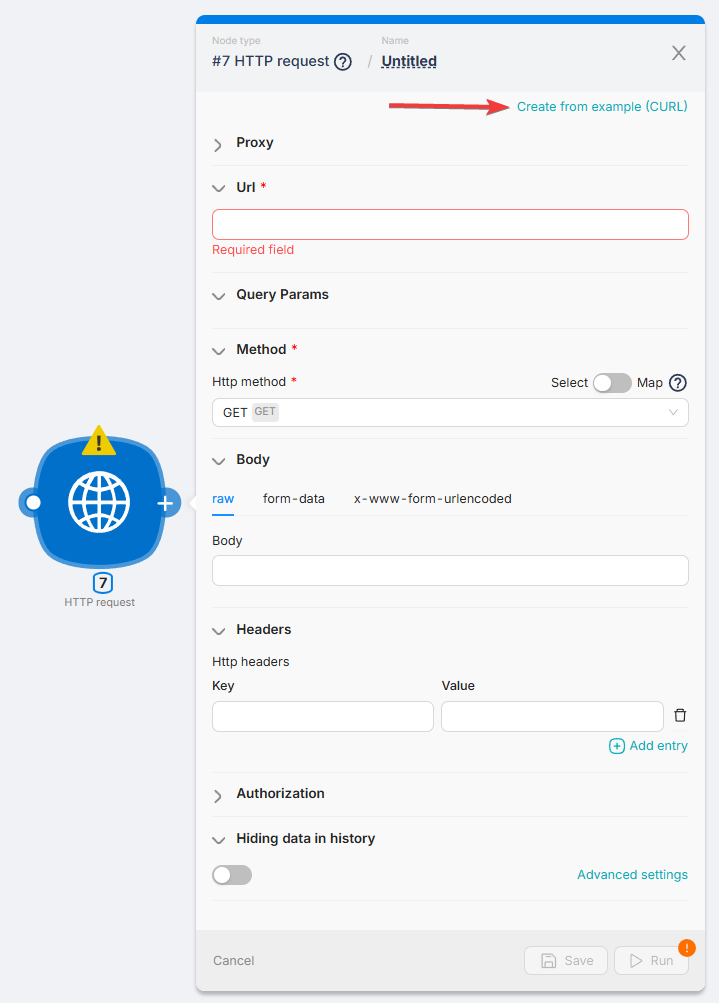 Node type
Name
#7 HTTP request ? / Untitled
Create from example (CURL)
Proxy
Url *
Required field
Query Params
Method *
Http method *
Select Map ?
GET GET
Body
raw form-data x-www-form-urlencoded
Body
Headers
Http headers
Key Value
Add entry
Authorization
Hiding data in history
Advanced settings
Cancel Save Run !
!
7
HTTP request